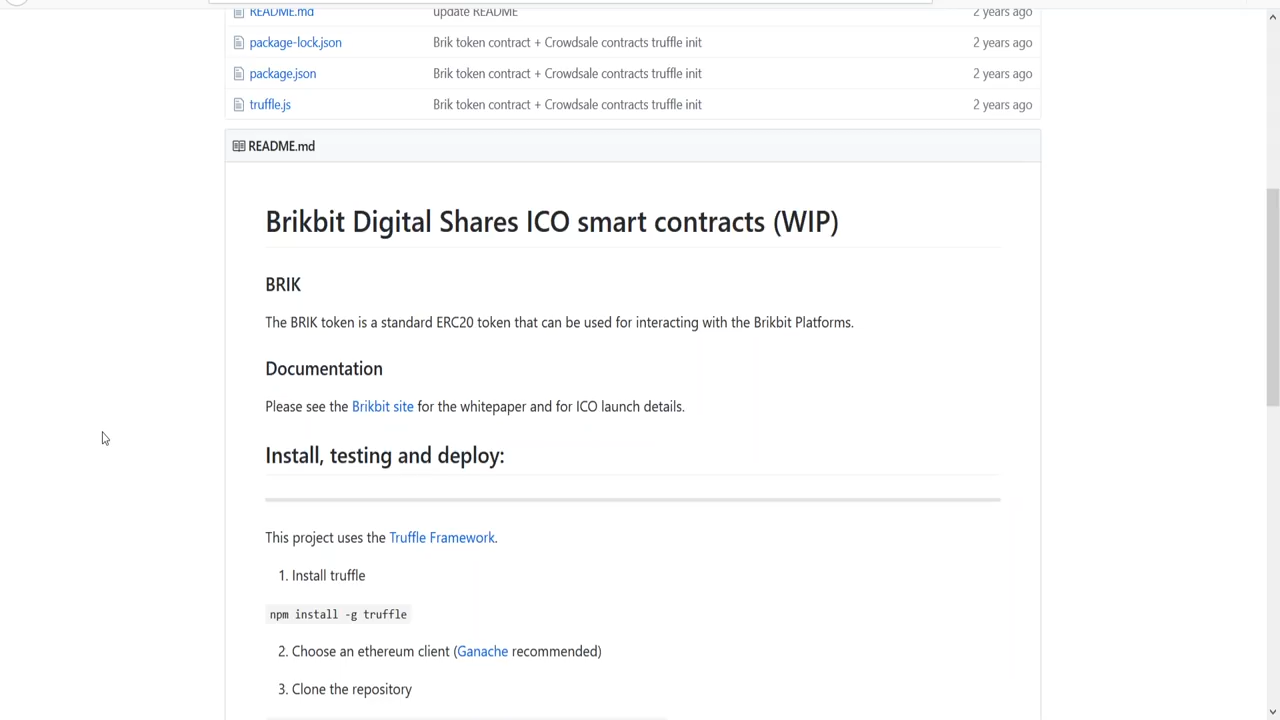 README.md update README 2 years ago
package-lock.json Brik token contract + Crowdsale contracts truffle init 2 years ago
package.json Brik token contract + Crowdsale contracts truffle init 2 years ago
truffle.js Brik token contract + Crowdsale contracts truffle init 2 years ago
README.md
Brikbit Digital Shares ICO smart contracts (WIP)
BRIK
The BRIK token is a standard ERC20 token that can be used for interacting with the Brikbit Platforms.
Documentation
Please see the Brikbit site for the whitepaper and for ICO launch details.
Install, testing and deploy:
This project uses the Truffle Framework.
1. Install truffle
npm install -g truffle
2. Choose an ethereum client (Ganache recommended)
3. Clone the repository